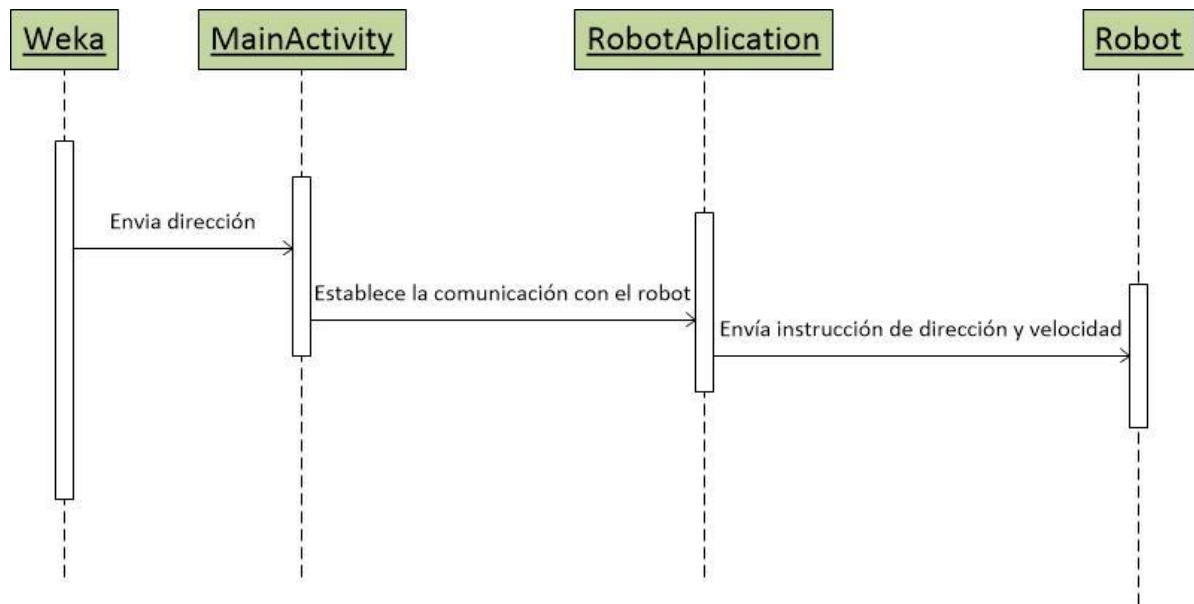 Weka
MainActivity
RobotAplication
Robot
Envia dirección
Establece la comunicación con el robot
Envía instrucción de dirección y velocidad